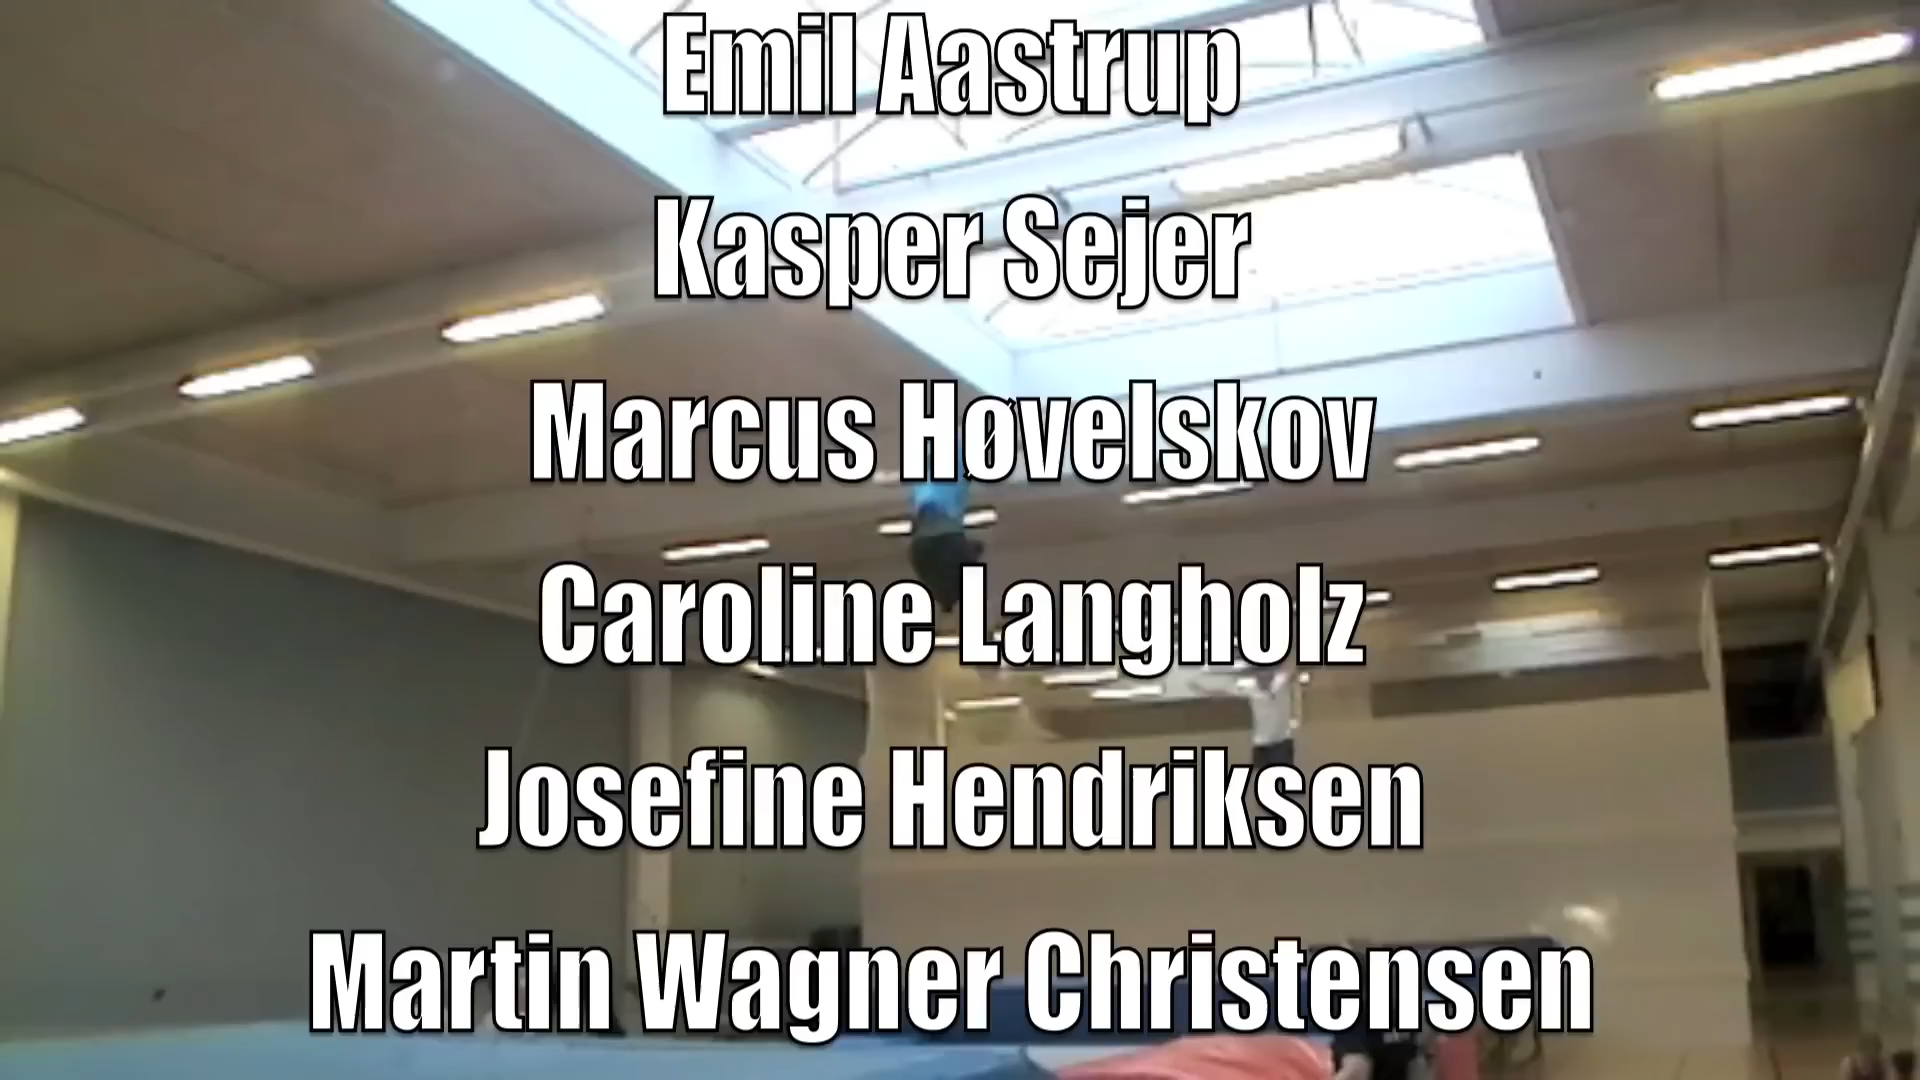 Emil Aastrup
Kasper Sejer
Marcus Høvelskov
Caroline Langholz
Josefine Hendriksen
Martin Wagner Christensen